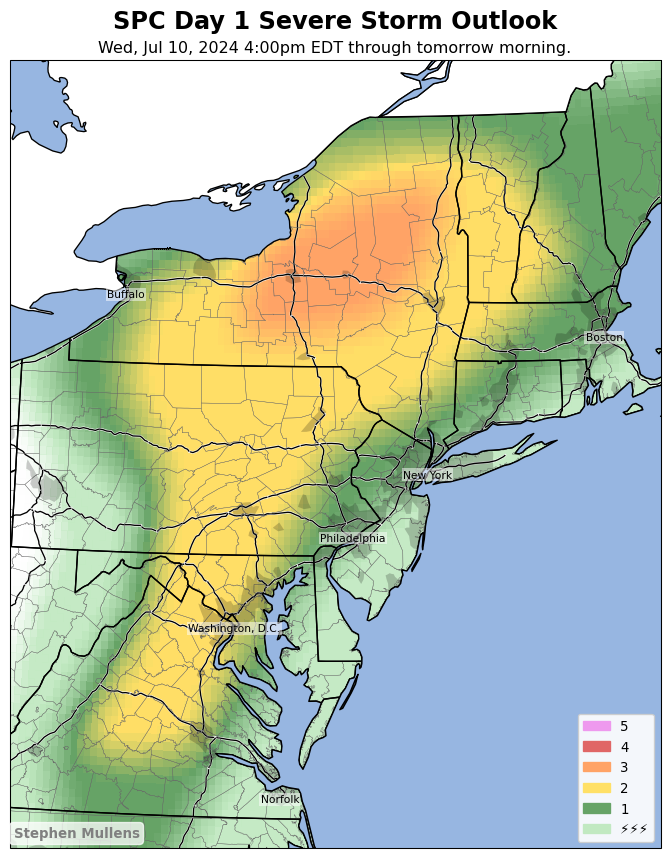 SPC Day 1 Severe Storm Outlook
Wed, Jul 10, 2024 4:00pm EDT through tomorrow morning.
Buffalo
Boston
New York
Philadelphia
Washington, D.C.
Norfolk
5
4
3
2
1
⚡⚡⚡
Stephen Mullens